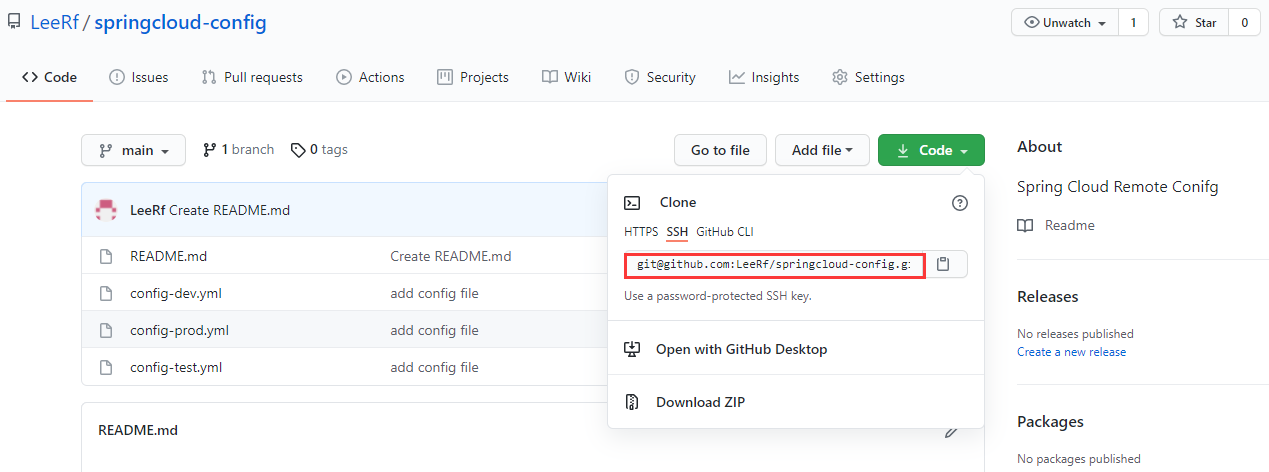 LeeRf / springcloud-config
Unwatch 1 Star 0
Code Issues Pull requests Actions Projects Wiki Security Insights Settings
main 1 branch 0 tags Go to file Add file Code
LeeRf Create README.md
README.md Create README.md
config-dev.yml add config file
config-prod.yml add config file
config-test.yml add config file
README.md
Clone
HTTPS SSH GitHub CLI
git@github.com:LeeRf/springcloud-config.g
Use a password-protected SSH key.
Open with GitHub Desktop
Download ZIP
About
Spring Cloud Remote Conifg
Readme
Releases
No releases published
Create a new release
Packages
No packages published